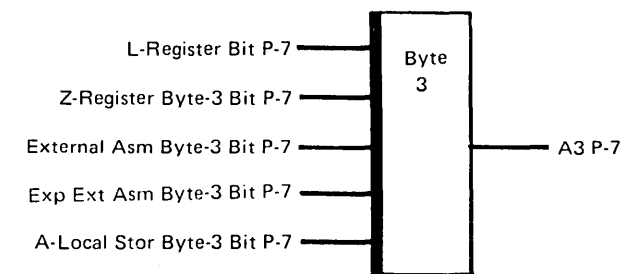 L-Register Bit P-7
Byte
3
Z-Register Byte-3 Bit P-7
External Asm Byte-3 Bit P-7
A3 P-7
Exp Ext Asm Byte-3 Bit P-7
A-Local Stor Byte-3 Bit P-7